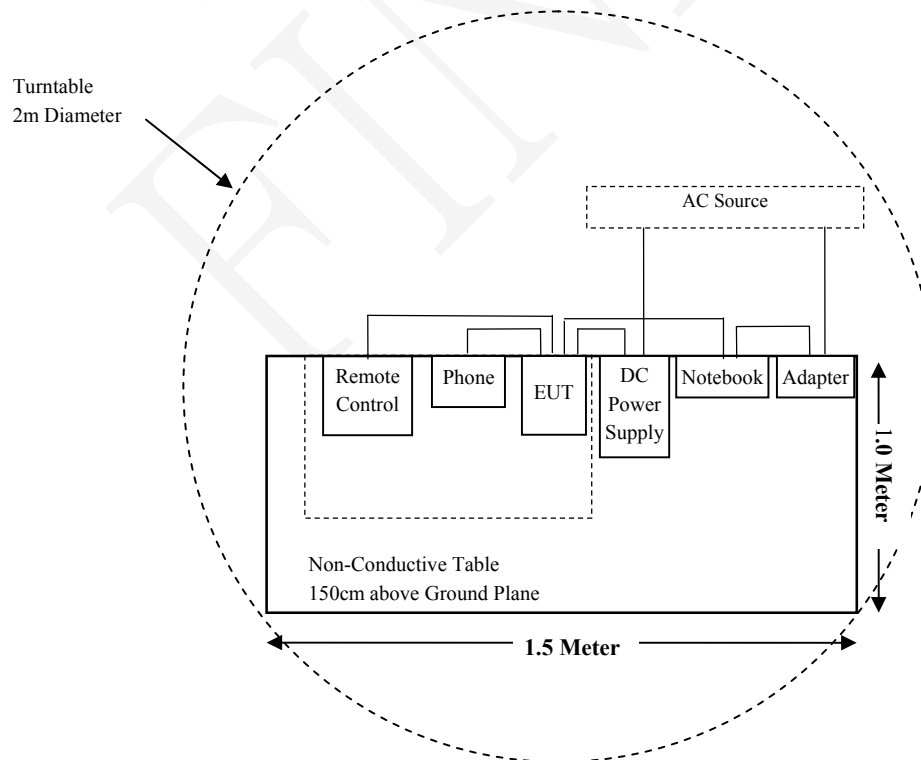 Turntable
2m Diameter
AC Source
Remote
Control
Phone
EUT
DC
Power
Supply
Notebook
Adapter
1.0 Meter
Non-Conductive Table
150cm above Ground Plane
1.5 Meter